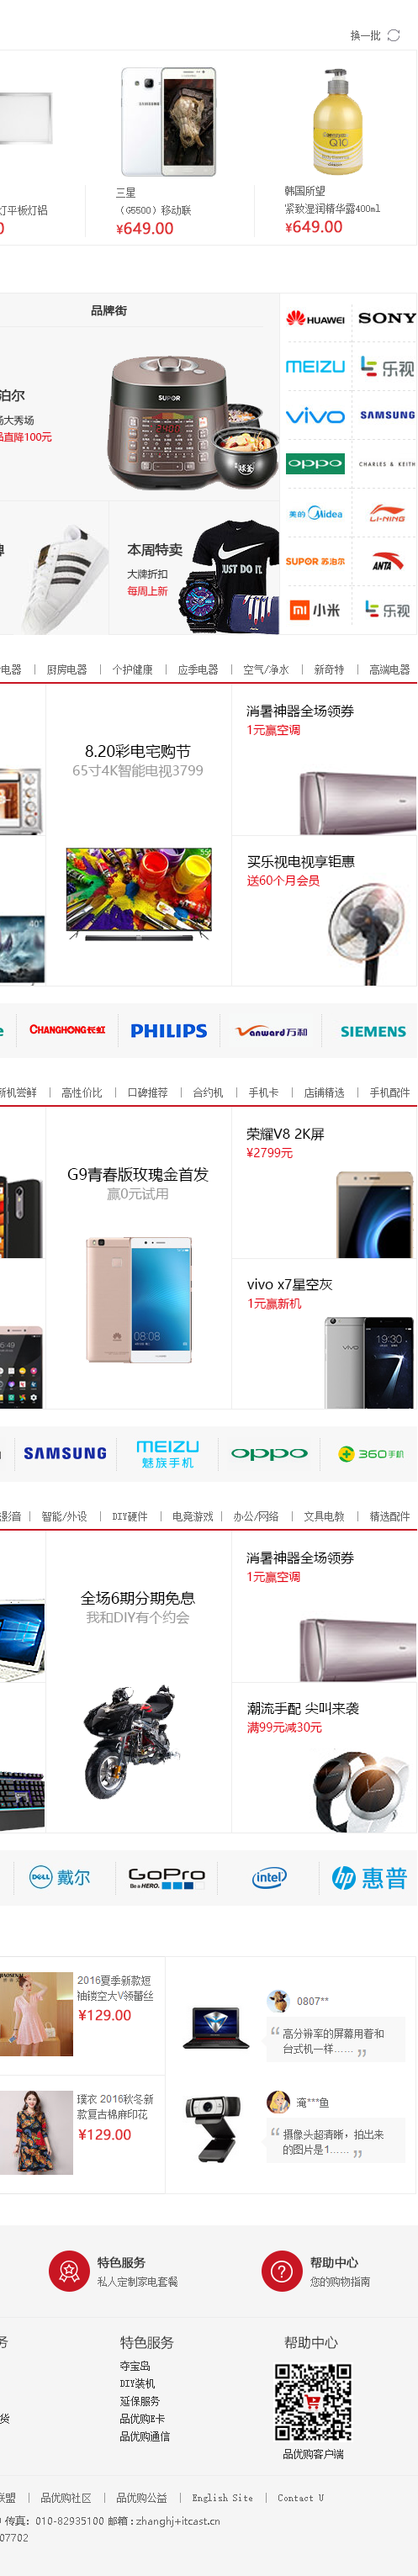 换一批
三星
韩国所望
灯平板灯铝
（G5500）移动联
紧致湿润精华露400ml
0
¥649.00
¥649.00
品牌街
HUAWEI
SONY
MEIZU
乐视
泊尔
SUPOR
vivo
SAMSUNG
场大秀场
品直降100元
oppo
CHARLES & KEITH
美的 Midea
LI-NING
牌
本周特卖
JUST DO IT.
大牌折扣
SUPOR 苏泊尔
ANTA
每周上新
小米
乐视
电器
厨房电器
个护健康
应季电器
空气/净水
新奇特
高端电器
消暑神器全场领券
1元赢空调
8.20彩电宅购节
65寸4K智能电视3799
买乐视电视享钜惠
送60个月会员
55"
40"
e
CHANGHONG长虹
PHILIPS
Vanward万和
SIEMENS
新机尝鲜
高性价比
口碑推荐
合约机
手机卡
店铺精选
手机配件
荣耀V8 2K屏
¥2799元
G9青春版玫瑰金首发
赢0元试用
vivo x7星空灰
1元赢新机
08:08
19:30
VIVO
7
HUAWEI
SAMSUNG
MEIZU
魅族手机
oppo
360手机
影音
智能/外设
DIY硬件
电竞游戏
办公/网络
文具电教
精选配件
消暑神器全场领券
1元赢空调
全场6期分期免息
我和DIY有个约会
潮流手配 尖叫来袭
满99元减30元
DELL 戴尔
GoPro
Be a HERO.
intel
hp 惠普
2016夏季新款短
袖镂空大V领蕾丝
¥129.00
0807**
“ 高分辨率的屏幕用着和
台式机一样…… ”
璞衣 2016秋冬新
款复古棉麻印花
¥129.00
“ 摄像头超清晰，拍出来
的图片是1…… ”
特色服务
私人定制家电套餐
帮助中心
您的购物指南
务
特色服务
帮助中心
夺宝岛
DIY装机
延保服务
货
品优购E卡
品优购通信
品优购客户端
联盟
品优购社区
品优购公益
English Site
Contact U
传真：010-82935100 邮箱：zhanghj+itcast.cn
07702